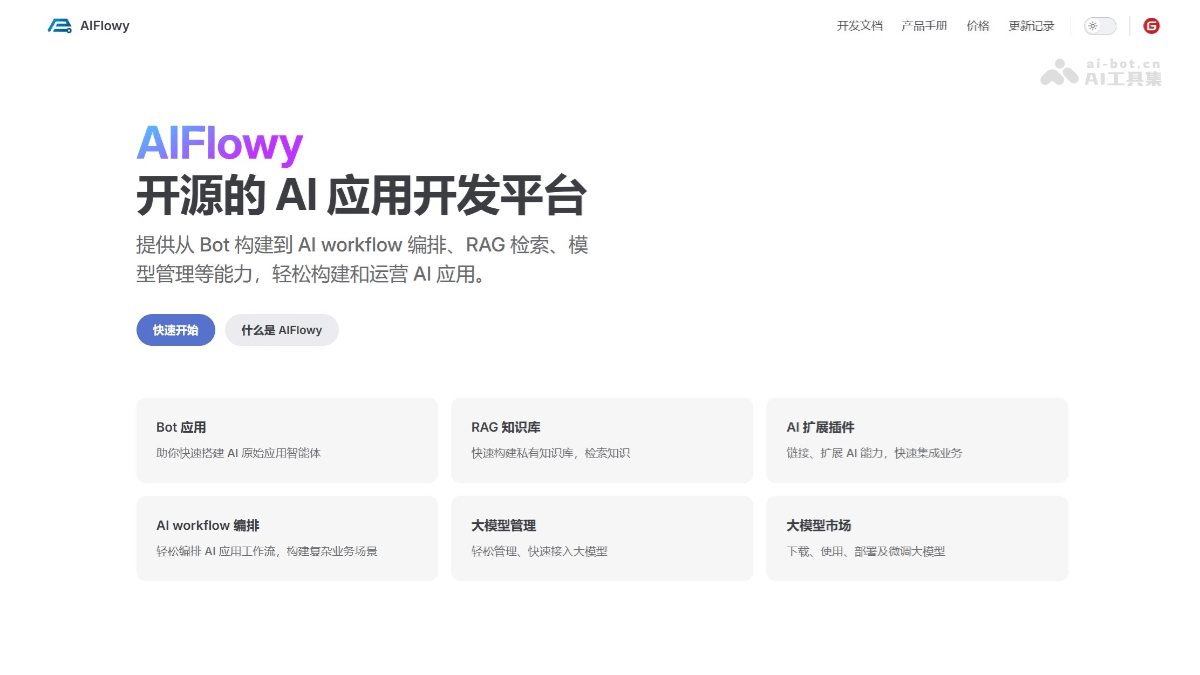 AIFlowy
开发文档
产品手册
价格
更新记录
ai-bot.cn
AI工具集
AIFlowy
开源的 AI 应用开发平台
提供从 Bot 构建到 AI workflow 编排、RAG 检索、模
型管理等能力，轻松构建和运营 AI 应用。
快速开始
什么是 AIFlowy
Bot 应用
助你快速搭建 AI 原始应用智能体
RAG 知识库
快速构建私有知识库，检索知识
AI 扩展插件
链接、扩展 AI 能力，快速集成业务
AI workflow 编排
轻松编排 AI 应用工作流，构建复杂业务场景
大模型管理
轻松管理、快速接入大模型
大模型市场
下载、使用、部署及微调大模型